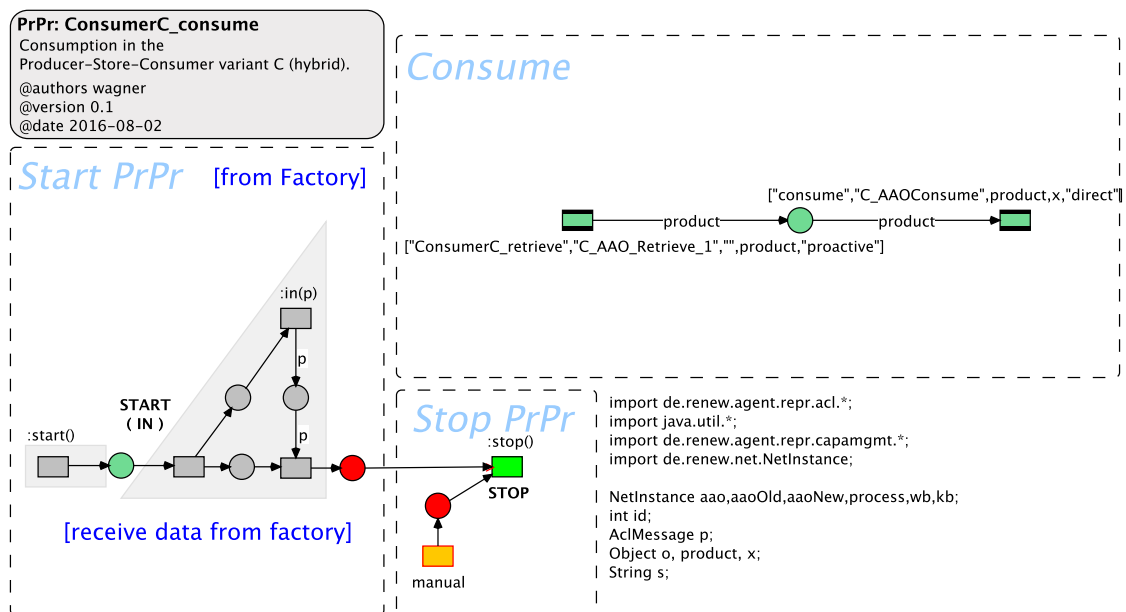 PrPr: ConsumerC_consume
Consumption in the
Producer-Store-Consumer variant C (hybrid).
@authors wagner
@version 0.1
@date 2016-08-02
Start PrPr
[from Factory]
:in(p)
p
START
( IN )
:start()
p
[receive data from factory]
Consume
["consume","C_AAOConsume",product,x,"direct"]
product
product
["ConsumerC_retrieve","C_AAO_Retrieve_1","",product,"proactive"]
Stop PrPr
:stop()
STOP
manual
import de.renew.agent.repr.acl.*;
import java.util.*;
import de.renew.agent.repr.capamgmt.*;
import de.renew.net.NetInstance;
NetInstance aao,aaoOld,aaoNew,process,wb,kb;
int id;
AclMessage p;
Object o, product, x;
String s;